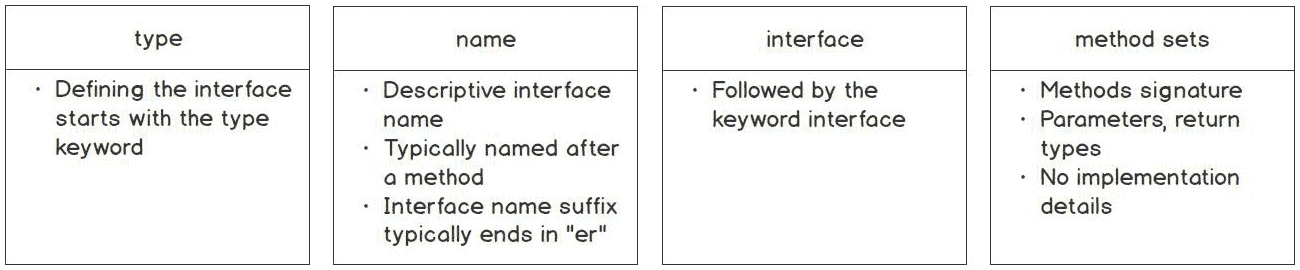 type
· Defining the interface
starts with the type
keyword
name
· Descriptive interface
name
· Typically named after
a method
· Interface name suffix
typically ends in "er"
interface
· Followed by the
keyword interface
method sets
· Methods signature
· Parameters, return
types
· No implementation
details